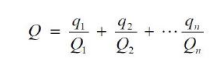 Q = q₁/Q₁ + q₂/Q₂ + ⋯ qₙ/Qₙ